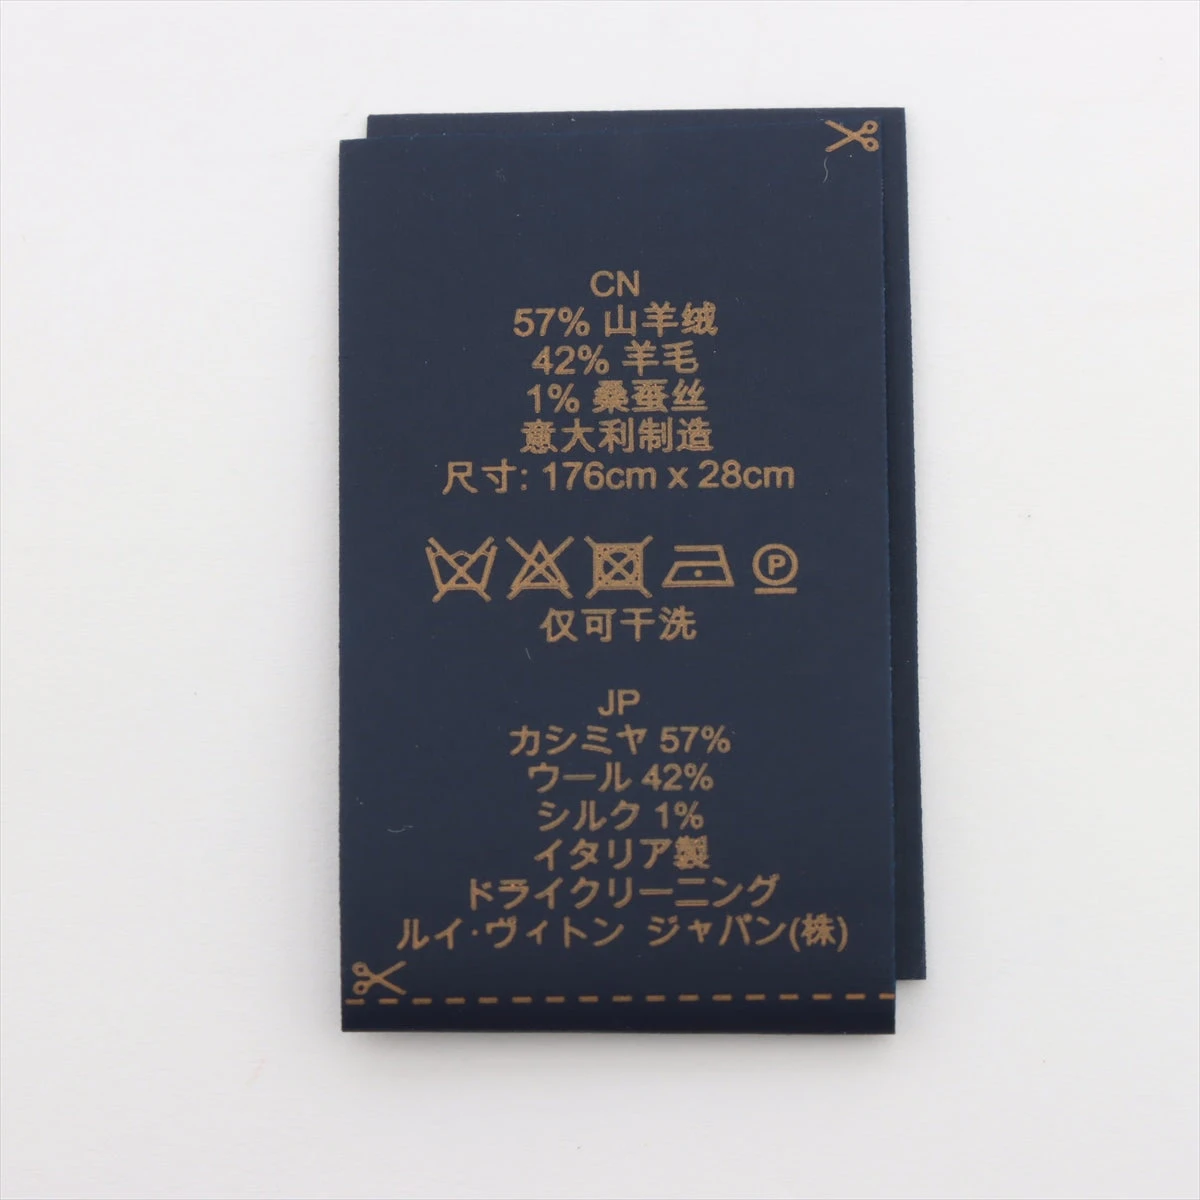 CN
57% 山羊绒
42% 羊毛
1% 桑蚕丝
意大利制造
尺寸: 176cm x 28cm
P
仅可干洗
JP
カシミヤ 57%
ウール 42%
シルク 1%
イタリア製
ドライクリーニング
ルイ·ヴィトン ジャパン(株)